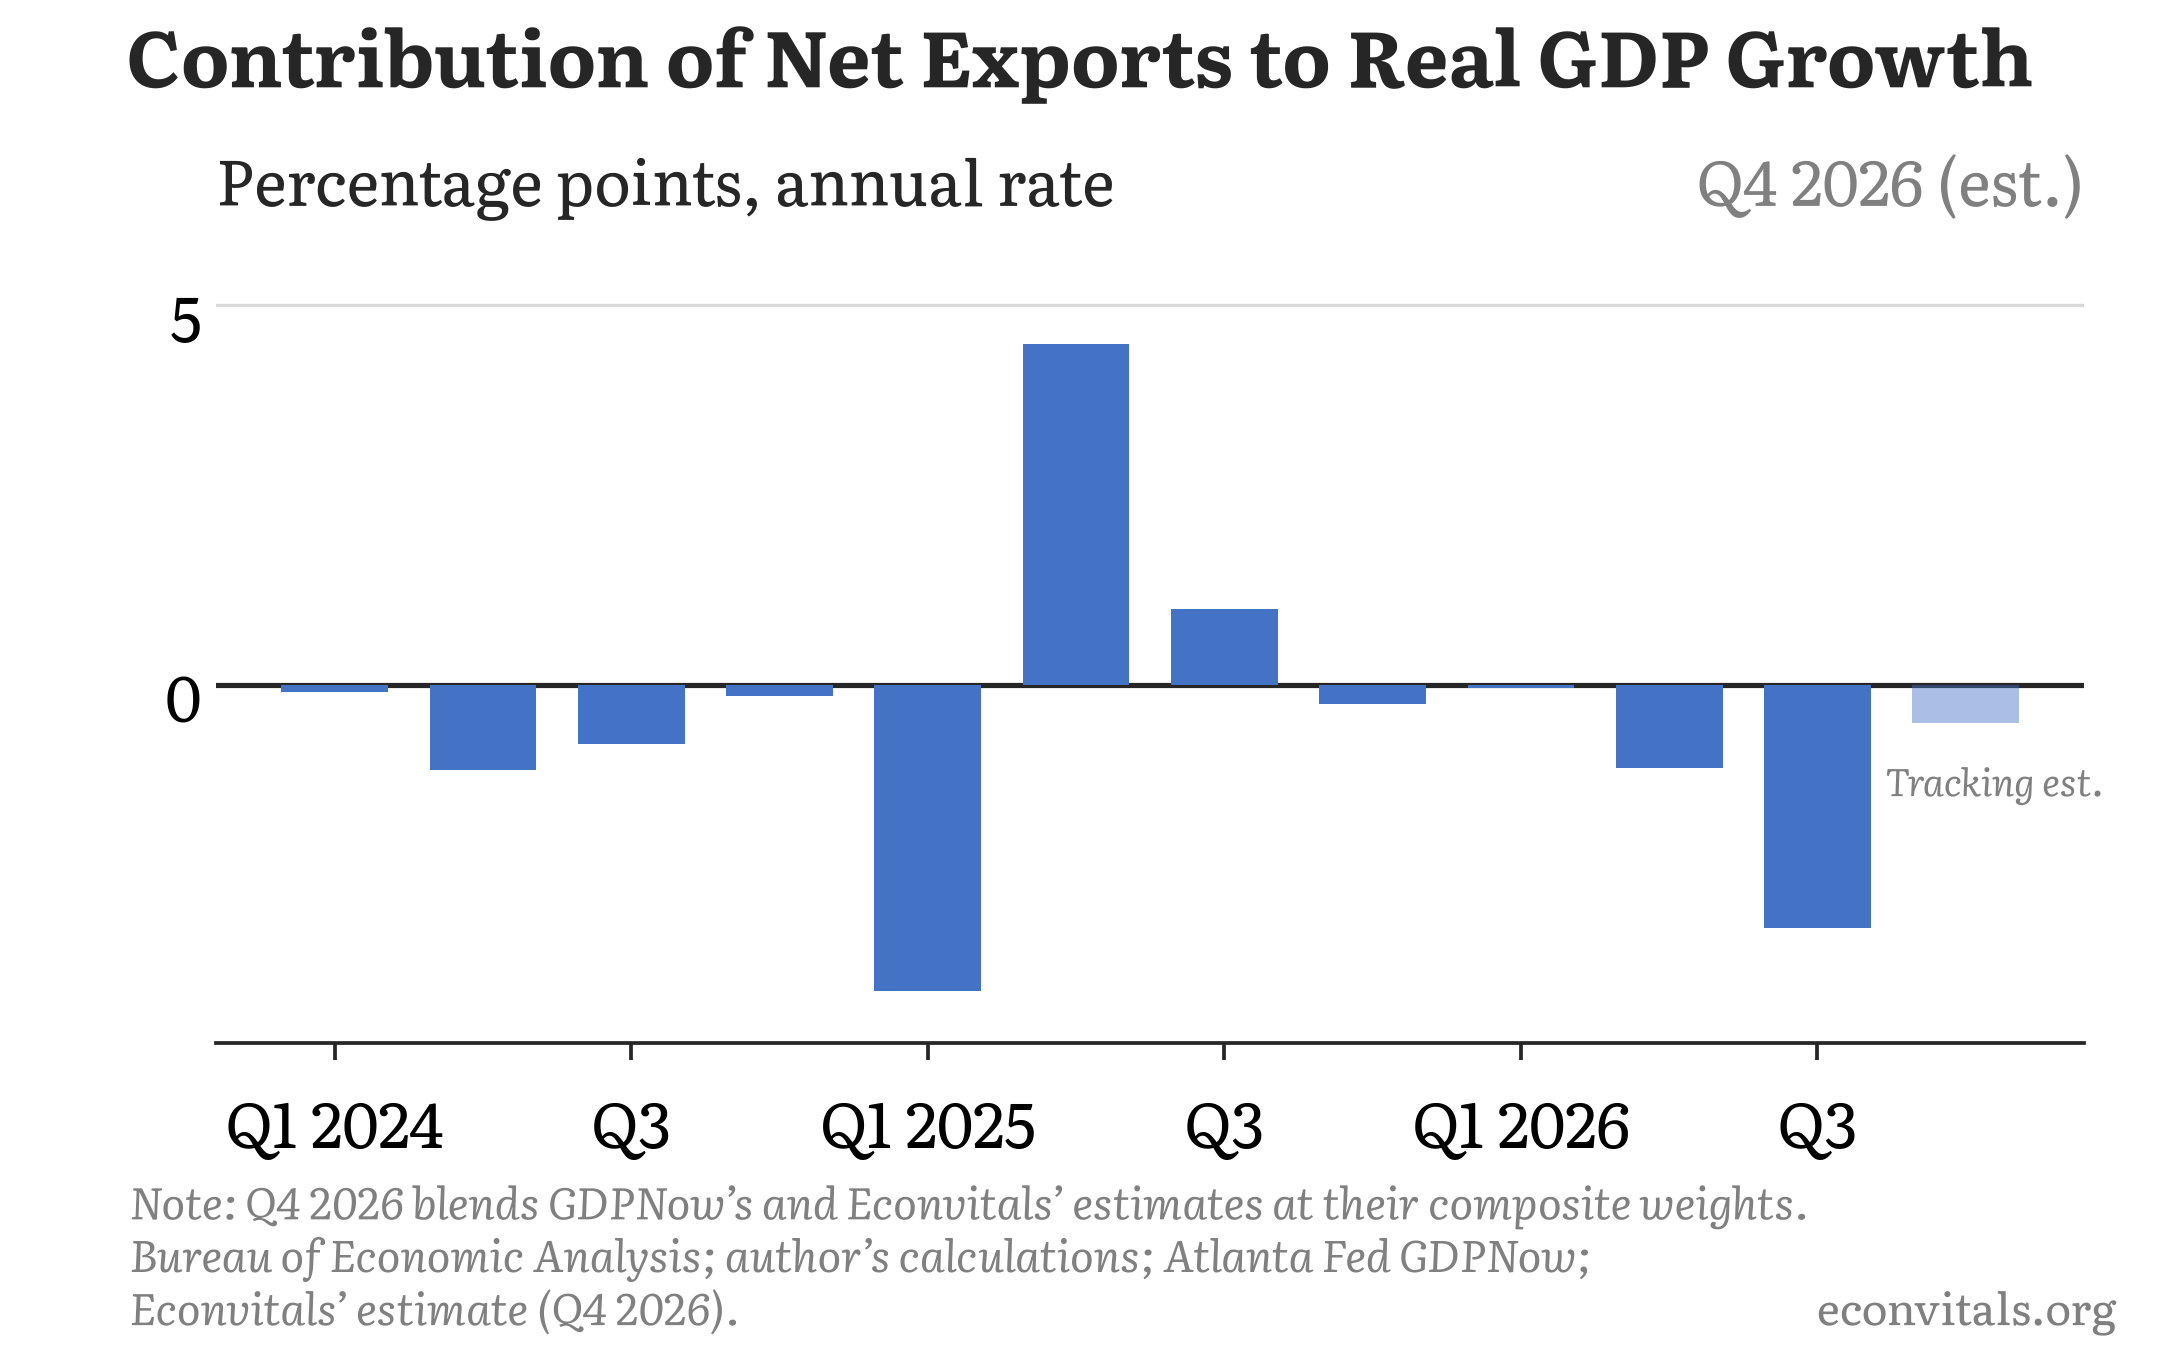 Contribution of Net Exports to Real GDP Growth
Percentage points, annual rate
Q4 2026 (est.)
5
0
Tracking est.
Q1 2024
Q3
Q1 2025
Q3
Q1 2026
Q3
Note: Q4 2026 blends GDPNow’s and Econvitals’ estimates at their composite weights.
Bureau of Economic Analysis; author’s calculations; Atlanta Fed GDPNow;
Econvitals’ estimate (Q4 2026).
econvitals.org